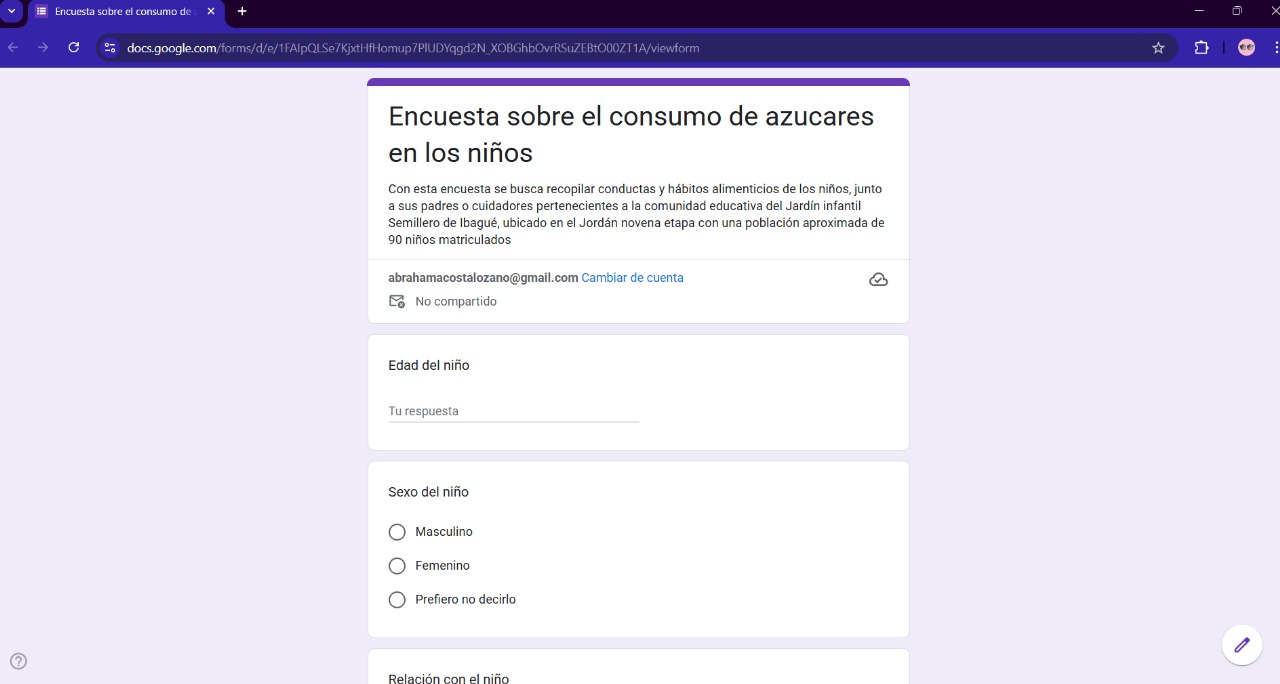 Encuesta sobre el consumo de
docs.google.com/forms/d/e/1FAIpQLSe7KjxtHfHomup7PlUDYqgd2N_XOBGhbOvrRSuZEBtO00ZT1A/viewform
Encuesta sobre el consumo de azucares
en los niños
Con esta encuesta se busca recopilar conductas y hábitos alimenticios de los niños, junto
a sus padres o cuidadores pertenecientes a la comunidad educativa del Jardín infantil
Semillero de Ibagué, ubicado en el Jordán novena etapa con una población aproximada de
90 niños matriculados
abrahamacostalozano@gmail.com Cambiar de cuenta
No compartido
Edad del niño
Tu respuesta
Sexo del niño
Masculino
Femenino
Prefiero no decirlo
Relación con el niño